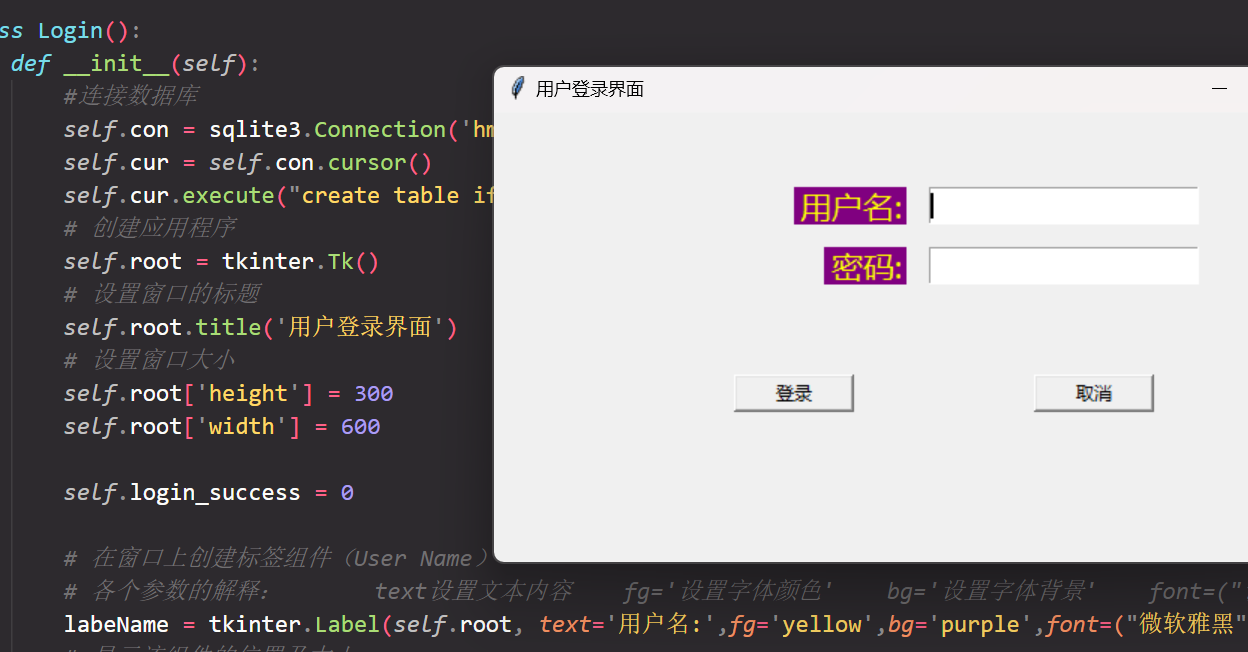 ss Login():
def __init__(self):
#连接数据库
self.con = sqlite3.Connection('hm
self.cur = self.con.cursor()
self.cur.execute("create table if
# 创建应用程序
self.root = tkinter.Tk()
# 设置窗口的标题
self.root.title('用户登录界面')
# 设置窗口大小
self.root['height'] = 300
self.root['width'] = 600
self.login_success = 0
# 在窗口上创建标签组件（User Name）
# 各个参数的解释: text设置文本内容 fg='设置字体颜色' bg='设置字体背景' font=("
labeName = tkinter.Label(self.root, text='用户名:',fg='yellow',bg='purple',font=("微软雅黑"
用户登录界面
用户名:
密码:
登录 取消